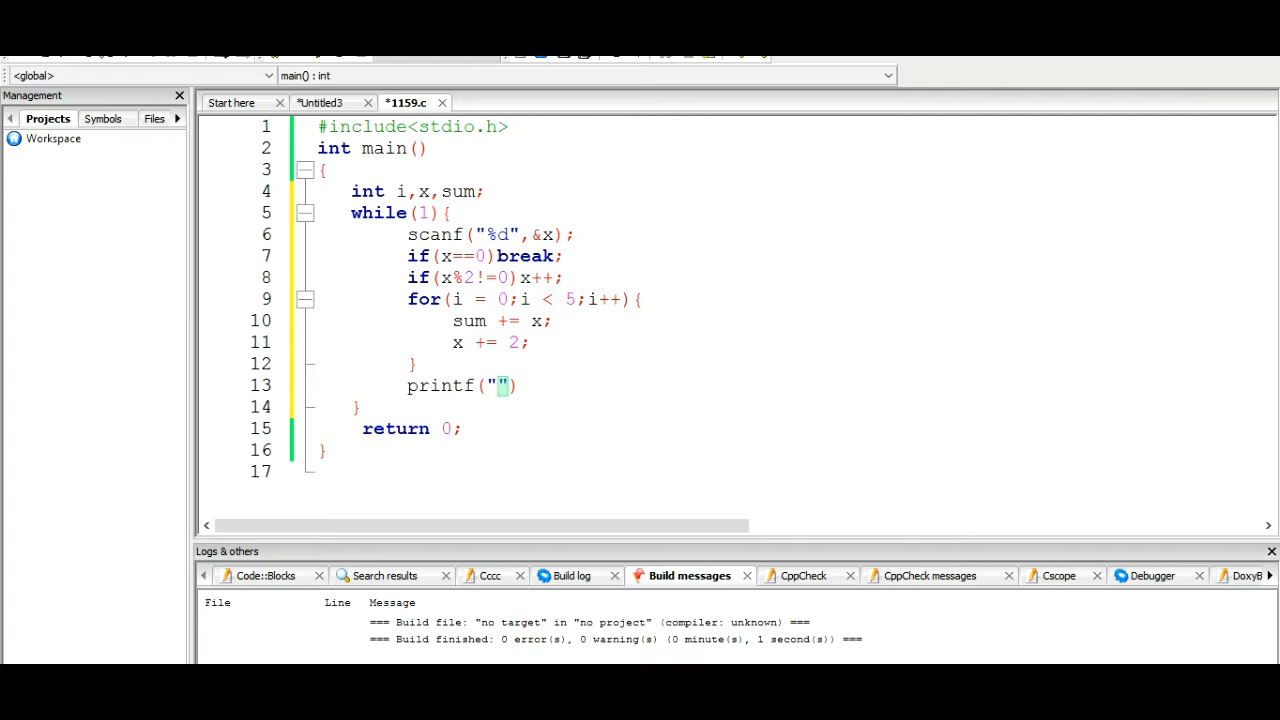 <global>
main() : int
Management
Projects
Symbols
Files
Workspace
Start here
*Untitled3
*1159.c
1 #include<stdio.h>
2 int main()
3 {
4 int i,x,sum;
5 while(1){
6 scanf("%d",&x);
7 if(x==0)break;
8 if(x%2!=0)x++;
9 for(i = 0;i < 5;i++){
10 sum += x;
11 x += 2;
12 }
13 printf("")
14 }
15 return 0;
16 }
17
Logs & others
Code::Blocks
Search results
Cccc
Build log
Build messages
CppCheck
CppCheck messages
Cscope
Debugger
DoxyB
File Line Message
=== Build file: "no target" in "no project" (compiler: unknown) ===
=== Build finished: 0 error(s), 0 warning(s) (0 minute(s), 1 second(s)) ===